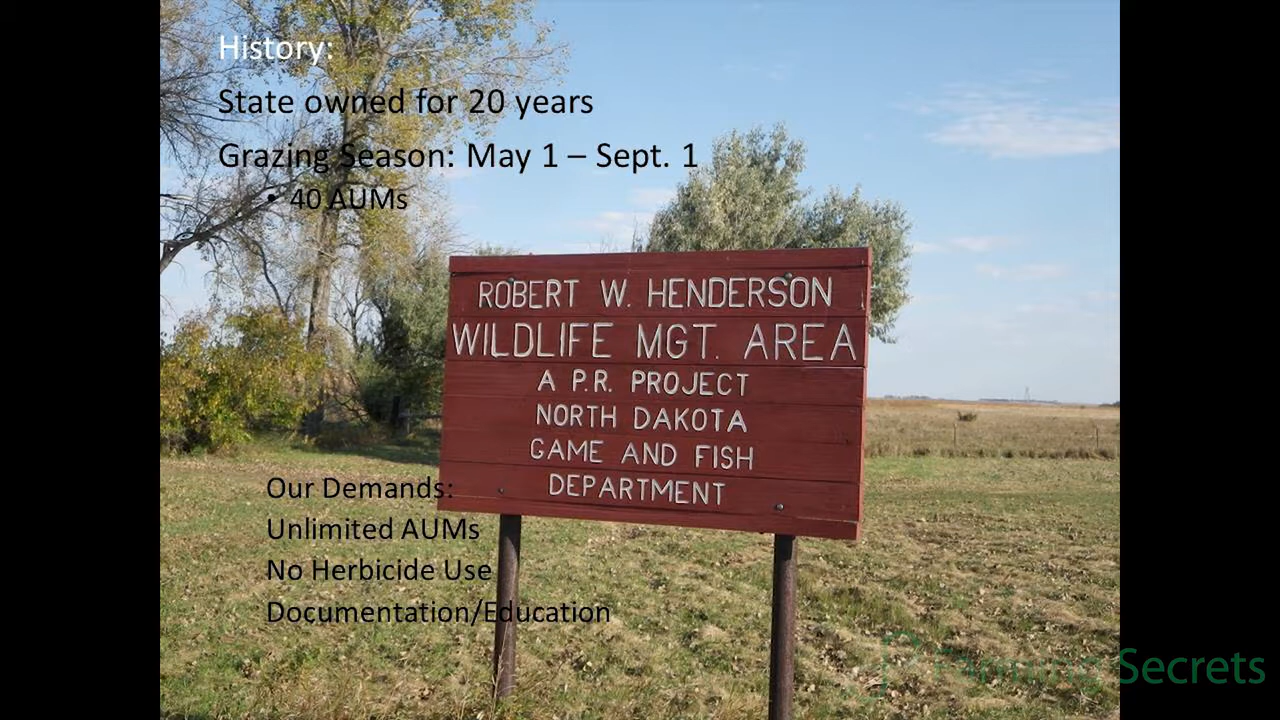 History:
State owned for 20 years
Grazing Season: May 1 – Sept. 1
• 40 AUMs
ROBERT W. HENDERSON
WILDLIFE MGT. AREA
A P.R. PROJECT
NORTH DAKOTA
GAME AND FISH
DEPARTMENT
Our Demands:
Unlimited AUMs
No Herbicide Use
Documentation/Education
Farming Secrets